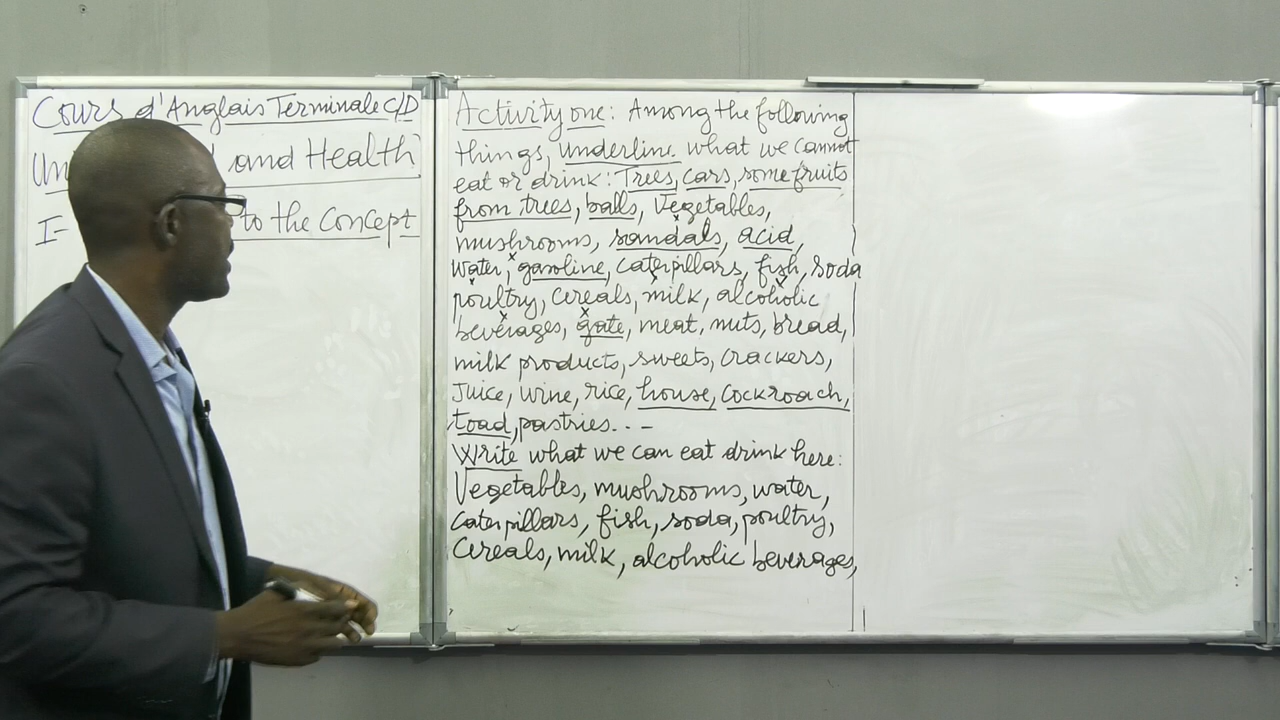 Cours d'Anglais Terminale C/D
and Health
I- to the Concept
Activity one: Among the following
things, underline what we cannot
eat or drink: Trees, cars, some fruits
from trees, balls, Vegetables,
mushrooms, sandals, acid,
water, gasoline, caterpillars, fish, soda
poultry, cereals, milk, alcoholic
beverages, gate, meat, nuts, bread,
milk products, sweets, crackers,
Juice, wine, rice, house, cockroach,
toad, pastries...-
Write what we can eat drink here:
Vegetables, mushrooms, water,
caterpillars, fish, soda, poultry,
Cereals, milk, alcoholic beverages,